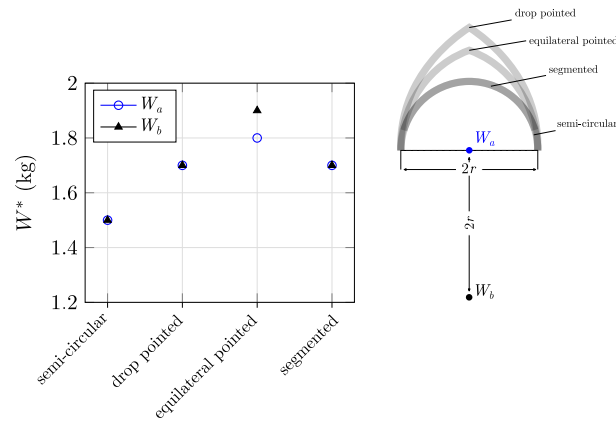 W* (kg)
2
1.8
1.6
1.4
1.2
W_a
W_b
semi-circular
drop pointed
equilateral pointed
segmented
drop pointed
equilateral pointed
segmented
semi-circular
W_a
2r
2r
W_b